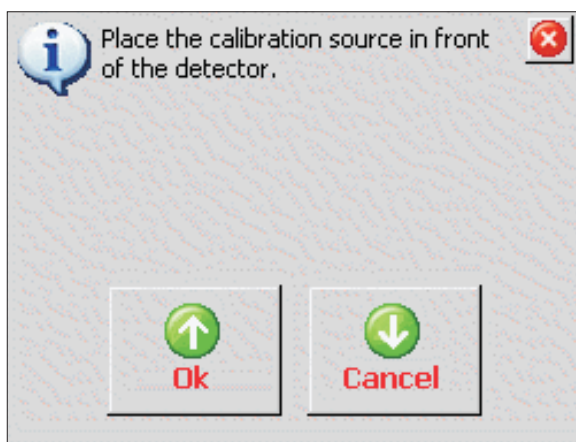 Place the calibration source in front
of the detector.
Ok
Cancel